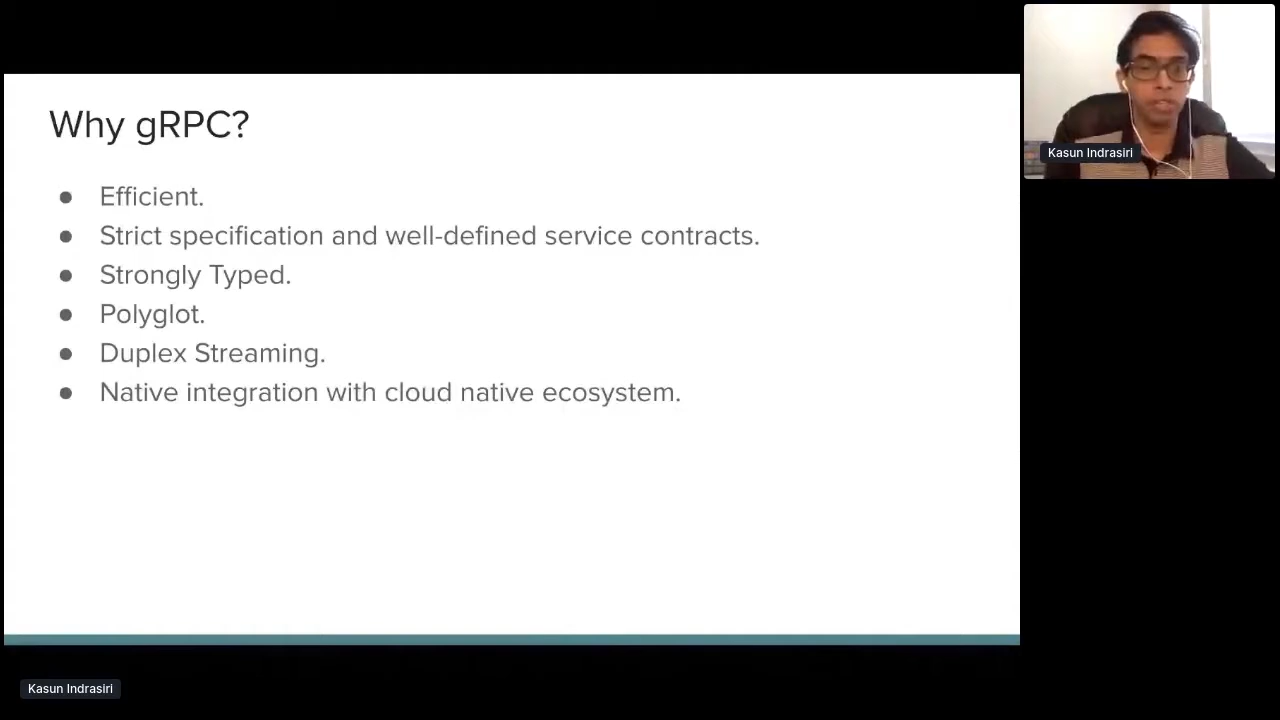 Why gRPC?
● Efficient.
● Strict specification and well-defined service contracts.
● Strongly Typed.
● Polyglot.
● Duplex Streaming.
● Native integration with cloud native ecosystem.
Kasun Indrasiri
Kasun Indrasiri